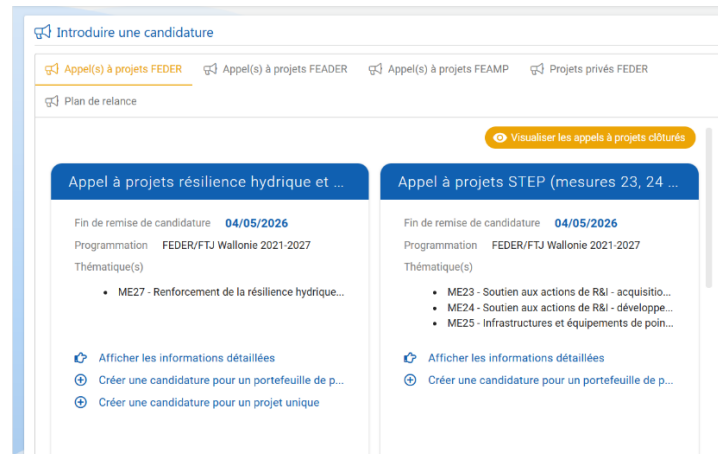 Introduire une candidature
Appel(s) à projets FEDER
Appel(s) à projets FEADER
Appel(s) à projets FEAMP
Projets privés FEDER
Plan de relance
Visualiser les appels à projets clôturés
Appel à projets résilience hydrique et ...
Fin de remise de candidature 04/05/2026
Programmation FEDER/FTJ Wallonie 2021-2027
Thématique(s)
• ME27 - Renforcement de la résilience hydrique...
Afficher les informations détaillées
Créer une candidature pour un portefeuille de p...
Créer une candidature pour un projet unique
Appel à projets STEP (mesures 23, 24 ...
Fin de remise de candidature 04/05/2026
Programmation FEDER/FTJ Wallonie 2021-2027
Thématique(s)
• ME23 - Soutien aux actions de R&I - acquisitio...
• ME24 - Soutien aux actions de R&I - développe...
• ME25 - Infrastructures et équipements de poin...
Afficher les informations détaillées
Créer une candidature pour un portefeuille de p...